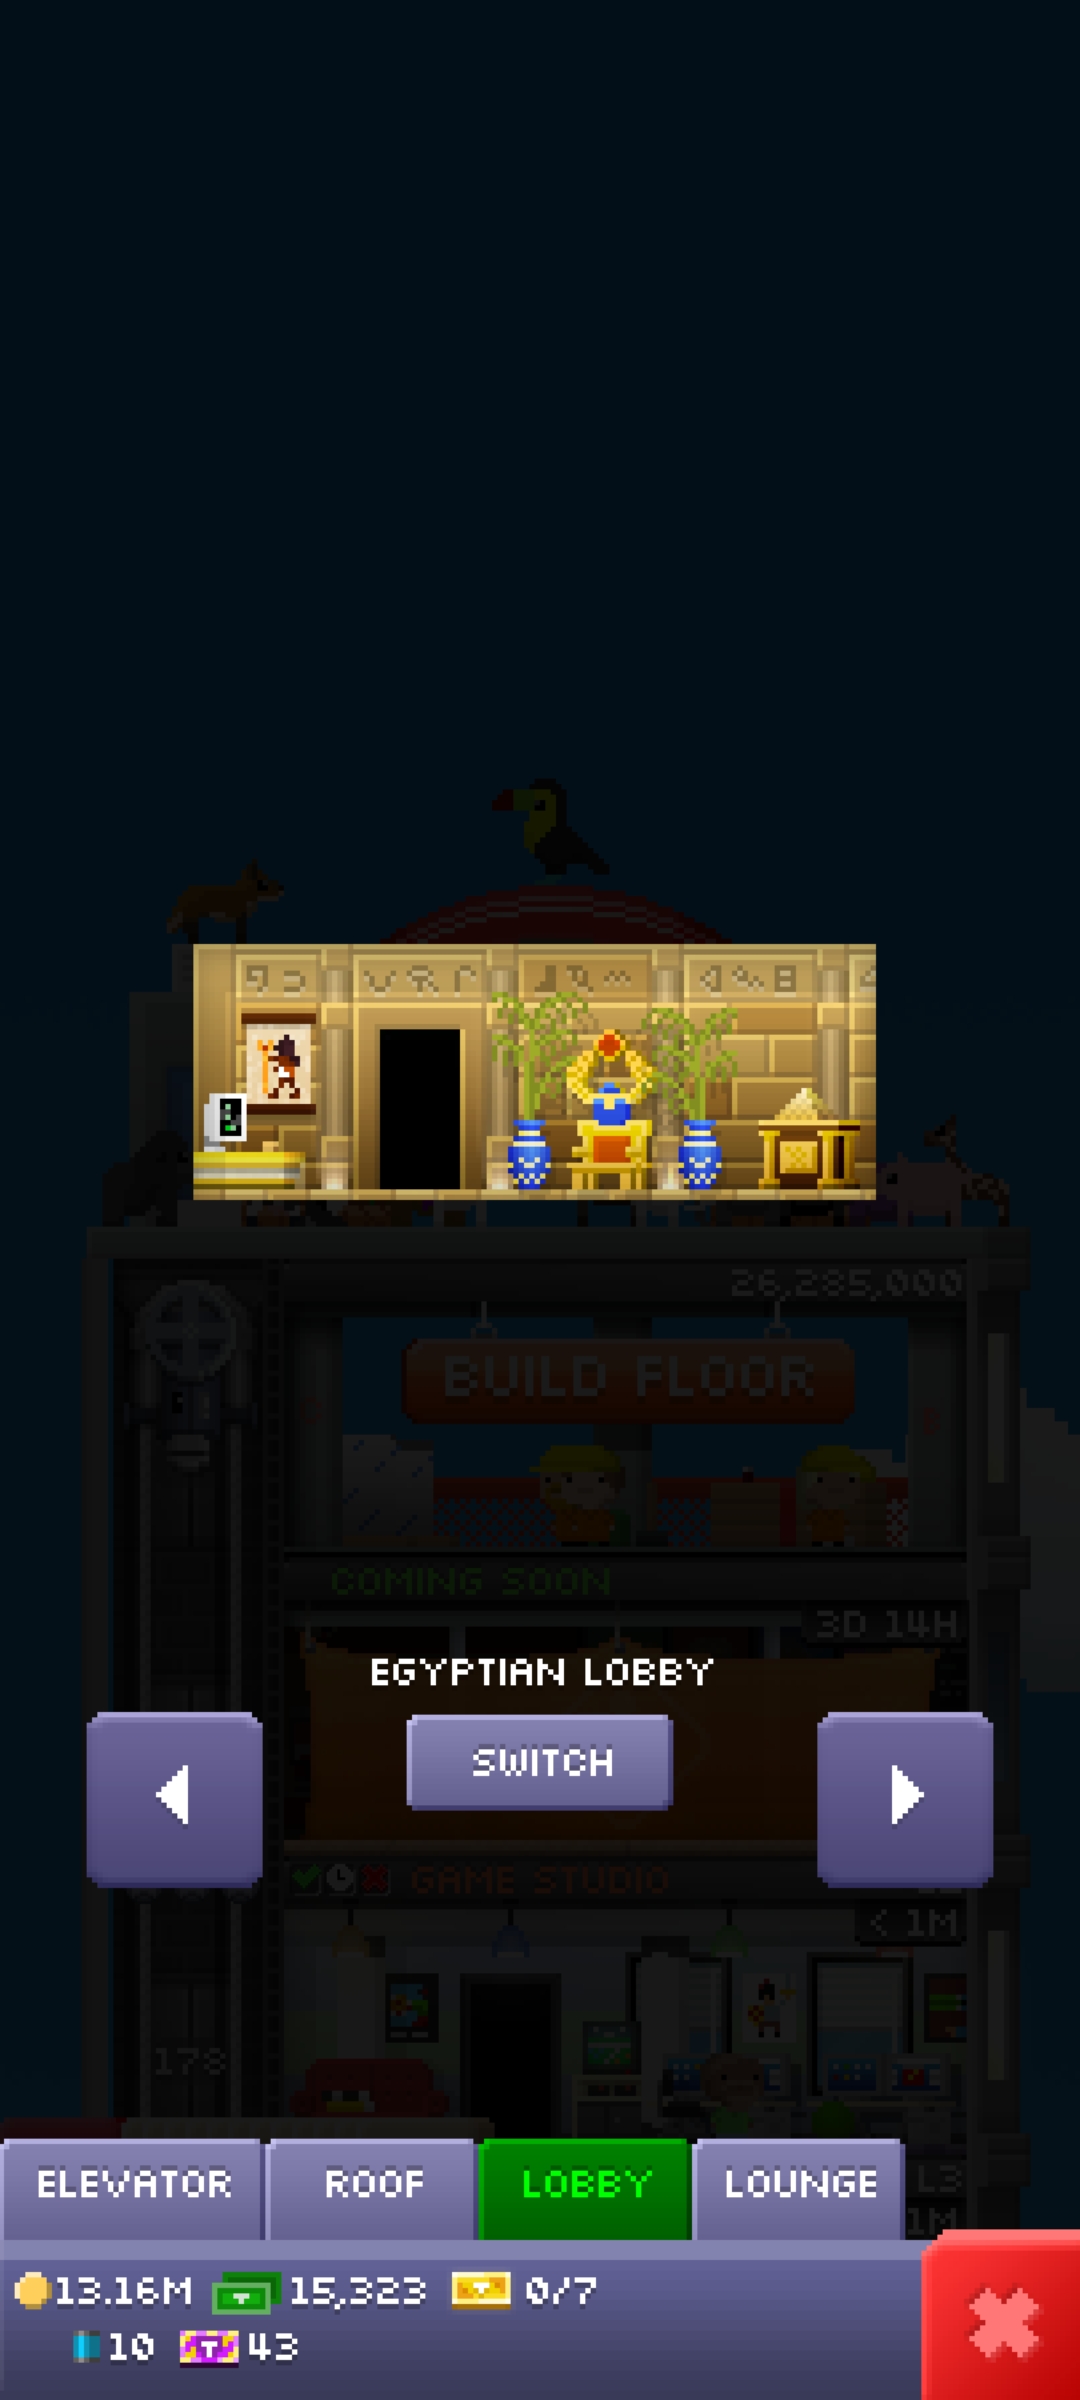 26,285,000
BUILD FLOOR
COMING SOON
3D 14H
EGYPTIAN LOBBY
SWITCH
GAME STUDIO
< 1M
178
ELEVATOR ROOF LOBBY LOUNGE
L3
1M
13.16M 15,323 0/7
10 43